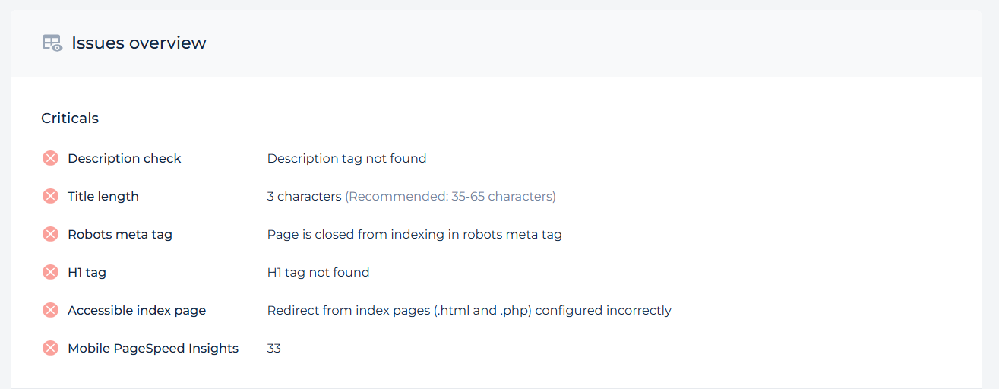 Issues overview
Criticals
Description check Description tag not found
Title length 3 characters (Recommended: 35-65 characters)
Robots meta tag Page is closed from indexing in robots meta tag
H1 tag H1 tag not found
Accessible index page Redirect from index pages (.html and .php) configured incorrectly
Mobile PageSpeed Insights 33